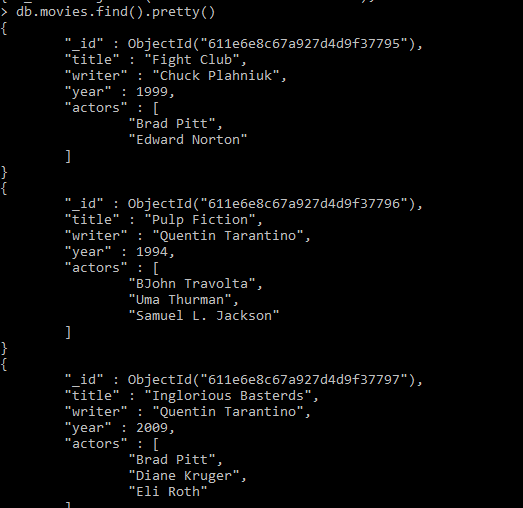 > db.movies.find().pretty()
{
"_id" : ObjectId("611e6e8c67a927d4d9f37795"),
"title" : "Fight Club",
"writer" : "Chuck Plahniuk",
"year" : 1999,
"actors" : [
"Brad Pitt",
"Edward Norton"
]
}
{
"_id" : ObjectId("611e6e8c67a927d4d9f37796"),
"title" : "Pulp Fiction",
"writer" : "Quentin Tarantino",
"year" : 1994,
"actors" : [
"BJohn Travolta",
"Uma Thurman",
"Samuel L. Jackson"
]
}
{
"_id" : ObjectId("611e6e8c67a927d4d9f37797"),
"title" : "Inglorious Basterds",
"writer" : "Quentin Tarantino",
"year" : 2009,
"actors" : [
"Brad Pitt",
"Diane Kruger",
"Eli Roth"
]